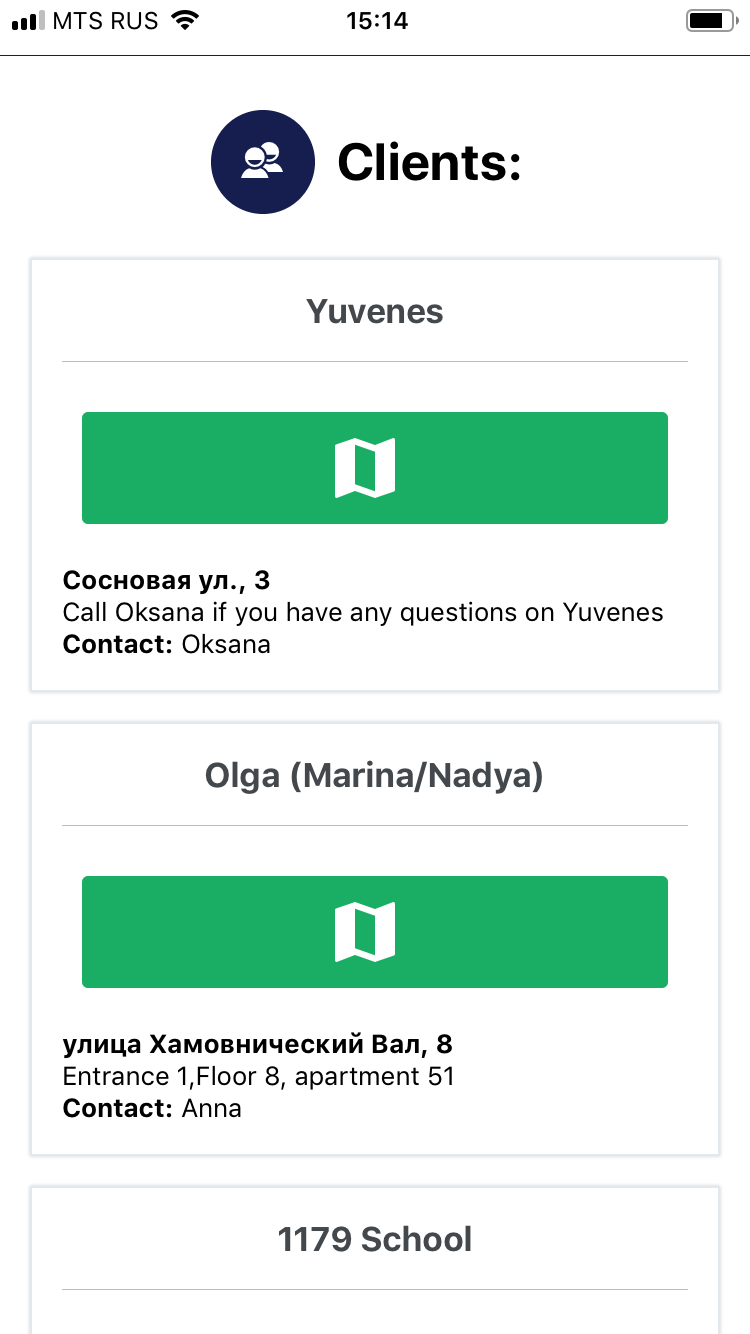 MTS RUS 15:14
Clients:
Yuvenes
Сосновая ул., 3
Call Oksana if you have any questions on Yuvenes
Contact: Oksana
Olga (Marina/Nadya)
улица Хамовнический Вал, 8
Entrance 1,Floor 8, apartment 51
Contact: Anna
1179 School